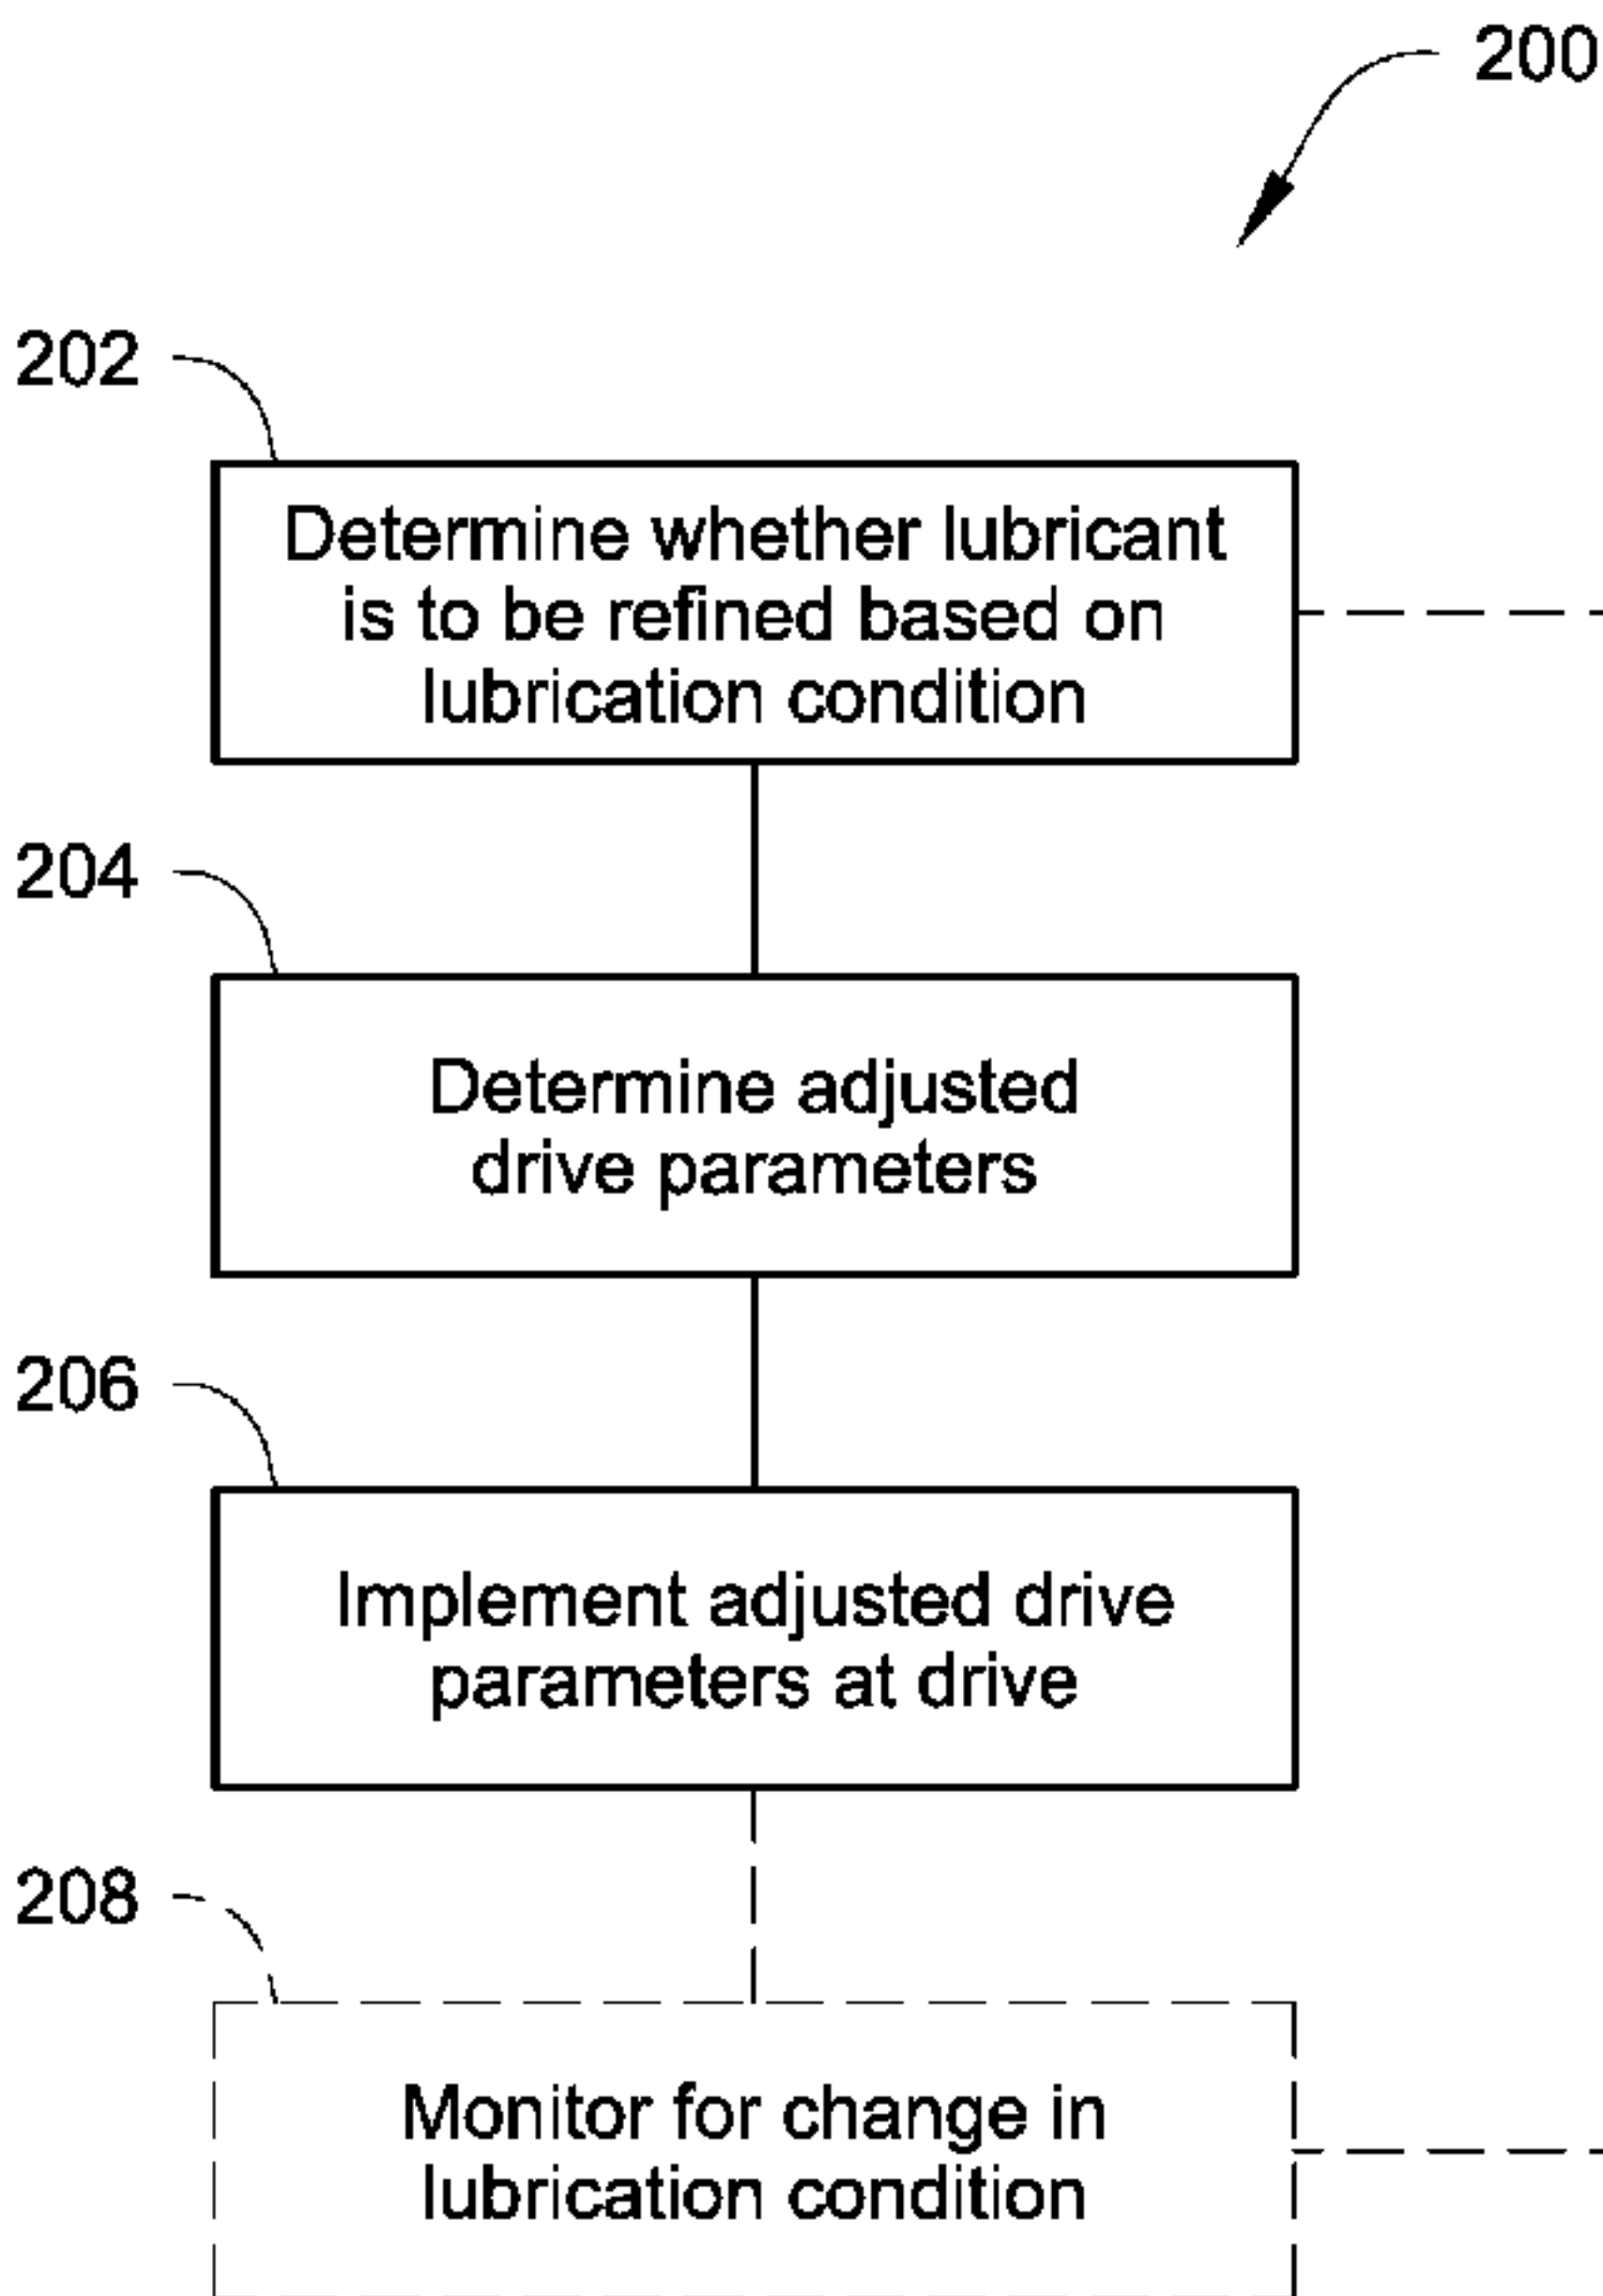 200
202
Determine whether lubricant
is to be refined based on
lubrication condition
204
Determine adjusted
drive parameters
206
Implement adjusted drive
parameters at drive
208
Monitor for change in
lubrication condition